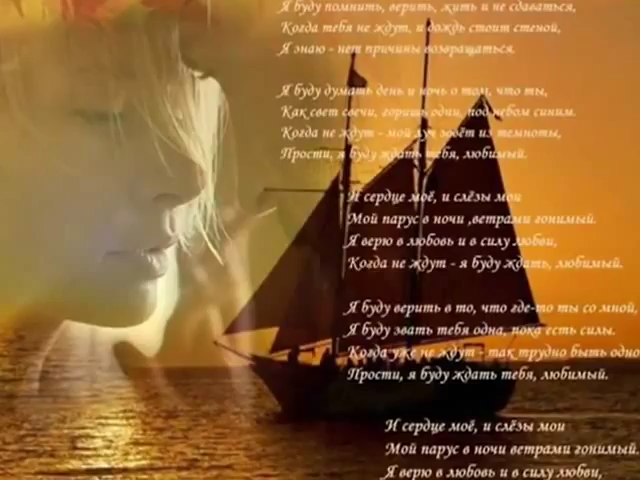 Я буду помнить, верить, жить и не сдаваться,
Когда тебя не ждут, и дождь стоит стеной,
Я знаю - нет причины возвращаться.
Я буду думать день и ночь о том, что ты,
Как свет свечи, горишь один, под небом синим.
Когда не ждут - мой луч зовёт из темноты,
Прости, я буду ждать тебя, любимый.
И сердце моё, и слёзы мои
Мой парус в ночи ,ветрами гонимый.
Я верю в любовь и в силу любви,
Когда не ждут - я буду ждать, любимый.
Я буду верить в то, что где-то ты со мной,
Я буду звать тебя одна, пока есть силы.
Когда уже не ждут - так трудно быть одно
Прости, я буду ждать тебя, любимый.
И сердце моё, и слёзы мои
Мой парус в ночи ветрами гонимый.
Я верю в любовь и в силу любви,